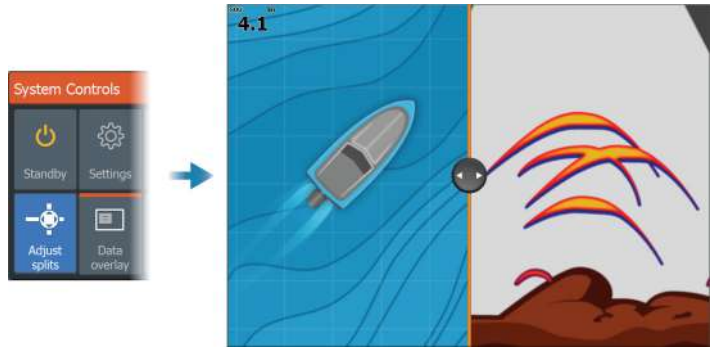 System Controls
Standby
Settings
Adjust
splits
Data
overlay
4.1